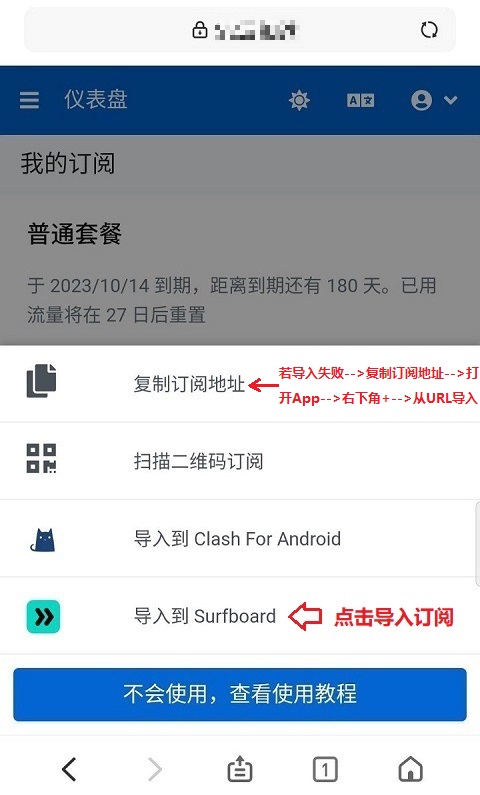 仪表盘
我的订阅
普通套餐
于 2023/10/14 到期，距离到期还有 180 天。已用
流量将在 27 日后重置
复制订阅地址
若导入失败-->复制订阅地址-->打
开App-->右下角+-->从URL导入
扫描二维码订阅
导入到 Clash For Android
导入到 Surfboard
点击导入订阅
不会使用，查看使用教程
1